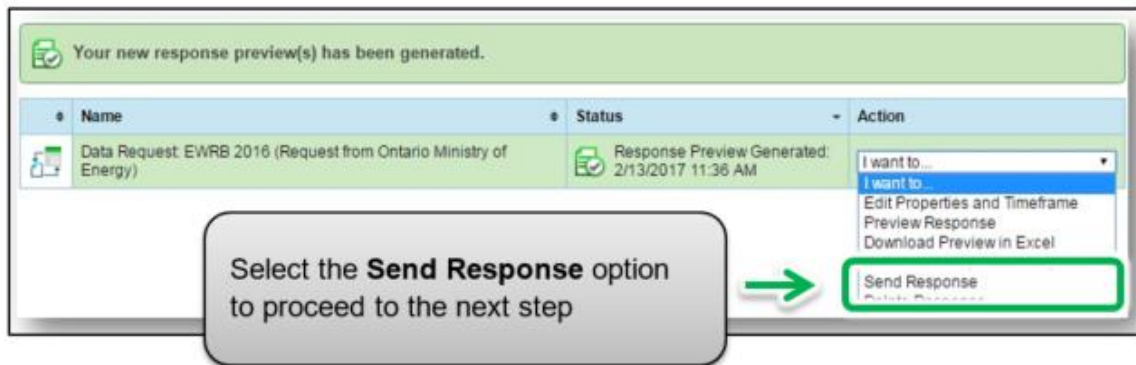 Your new response preview(s) has been generated.
Name Status Action
Data Request: EWRB 2016 (Request from Ontario Ministry of
Energy)
Response Preview Generated:
2/13/2017 11:36 AM
I want to...
I want to...
Edit Properties and Timeframe
Preview Response
Download Preview in Excel
Send Response
Select the Send Response option
to proceed to the next step